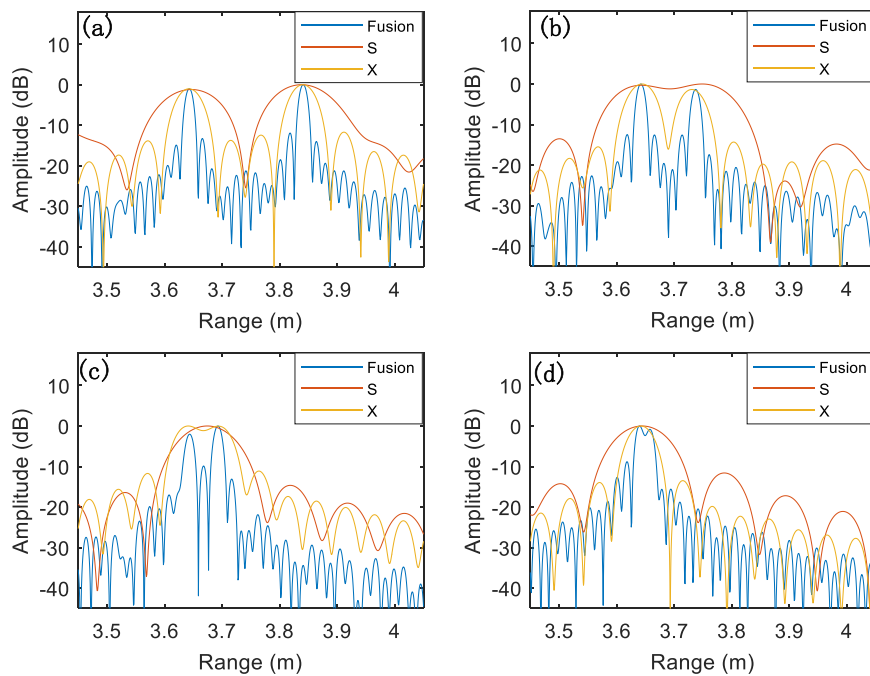 (a)
Fusion
S
X
10
0
-10
-20
-30
-40
Amplitude (dB)
3.5 3.6 3.7 3.8 3.9 4
Range (m)
(b)
Fusion
S
X
10
0
-10
-20
-30
-40
Amplitude (dB)
3.5 3.6 3.7 3.8 3.9 4
Range (m)
(c)
Fusion
S
X
10
0
-10
-20
-30
-40
Amplitude (dB)
3.5 3.6 3.7 3.8 3.9 4
Range (m)
(d)
Fusion
S
X
10
0
-10
-20
-30
-40
Amplitude (dB)
3.5 3.6 3.7 3.8 3.9 4
Range (m)